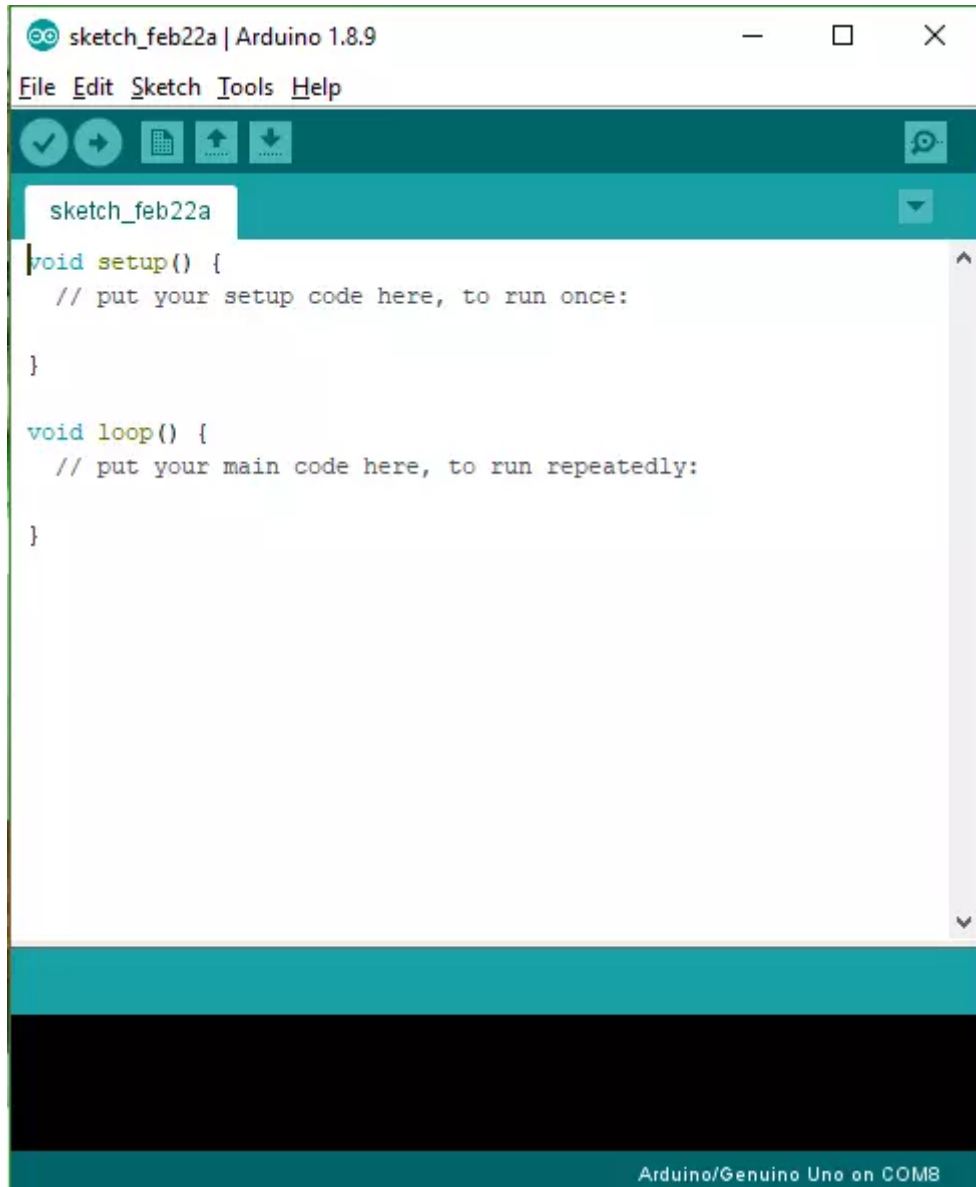 sketch_feb22a | Arduino 1.8.9
File Edit Sketch Tools Help
sketch_feb22a
void setup() {
  // put your setup code here, to run once:
}
void loop() {
  // put your main code here, to run repeatedly:
}
Arduino/Genuino Uno on COM8